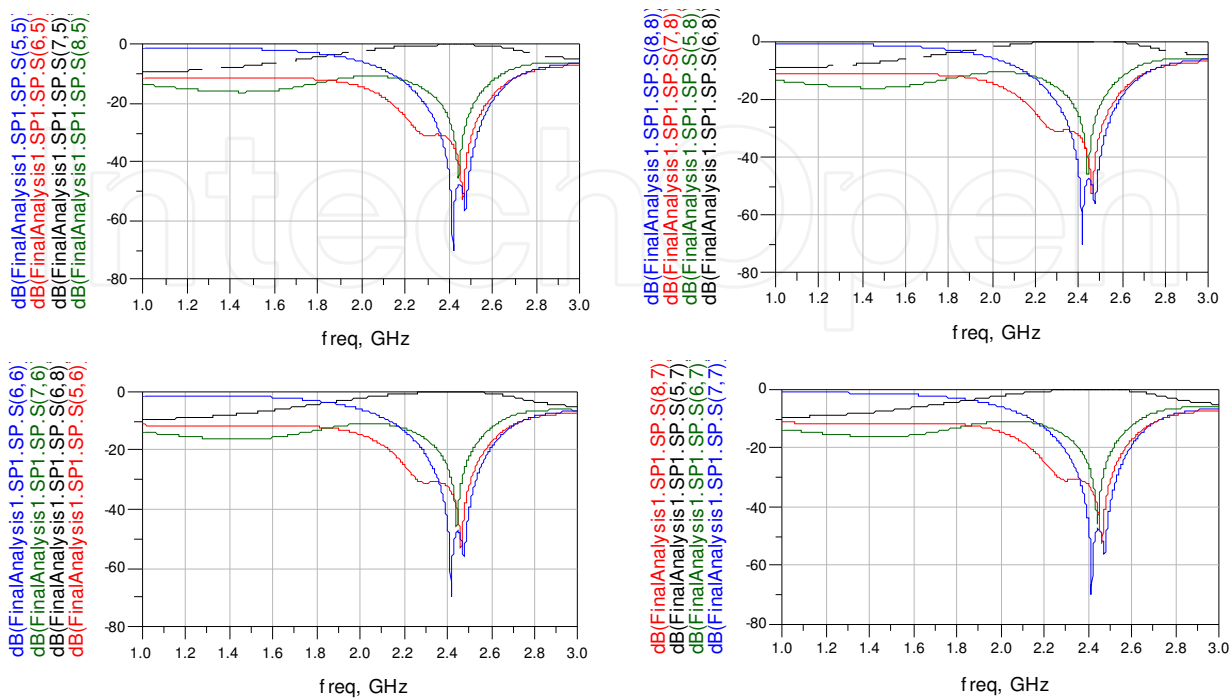 dB(FinalAnalysis1.SP1.SP.S(5,5)
dB(FinalAnalysis1.SP1.SP.S(6,5)
dB(FinalAnalysis1.SP1.SP.S(7,5)
dB(FinalAnalysis1.SP1.SP.S(8,5)
0
-20
-40
-60
-80
1.0 1.2 1.4 1.6 1.8 2.0 2.2 2.4 2.6 2.8 3.0
freq, GHz
dB(FinalAnalysis1.SP1.SP.S(8,8)
dB(FinalAnalysis1.SP1.SP.S(7,8)
dB(FinalAnalysis1.SP1.SP.S(5,8)
dB(FinalAnalysis1.SP1.SP.S(6,8)
0
-20
-40
-60
-80
1.0 1.2 1.4 1.6 1.8 2.0 2.2 2.4 2.6 2.8 3.0
freq, GHz
IntechOpen
dB(FinalAnalysis1.SP1.SP.S(6,6)
dB(FinalAnalysis1.SP1.SP.S(7,6)
dB(FinalAnalysis1.SP1.SP.S(6,8)
dB(FinalAnalysis1.SP1.SP.S(5,6)
0
-20
-40
-60
-80
1.0 1.2 1.4 1.6 1.8 2.0 2.2 2.4 2.6 2.8 3.0
freq, GHz
dB(FinalAnalysis1.SP1.SP.S(8,7)
dB(FinalAnalysis1.SP1.SP.S(5,7)
dB(FinalAnalysis1.SP1.SP.S(6,7)
dB(FinalAnalysis1.SP1.SP.S(7,7)
0
-20
-40
-60
-80
1.0 1.2 1.4 1.6 1.8 2.0 2.2 2.4 2.6 2.8 3.0
freq, GHz